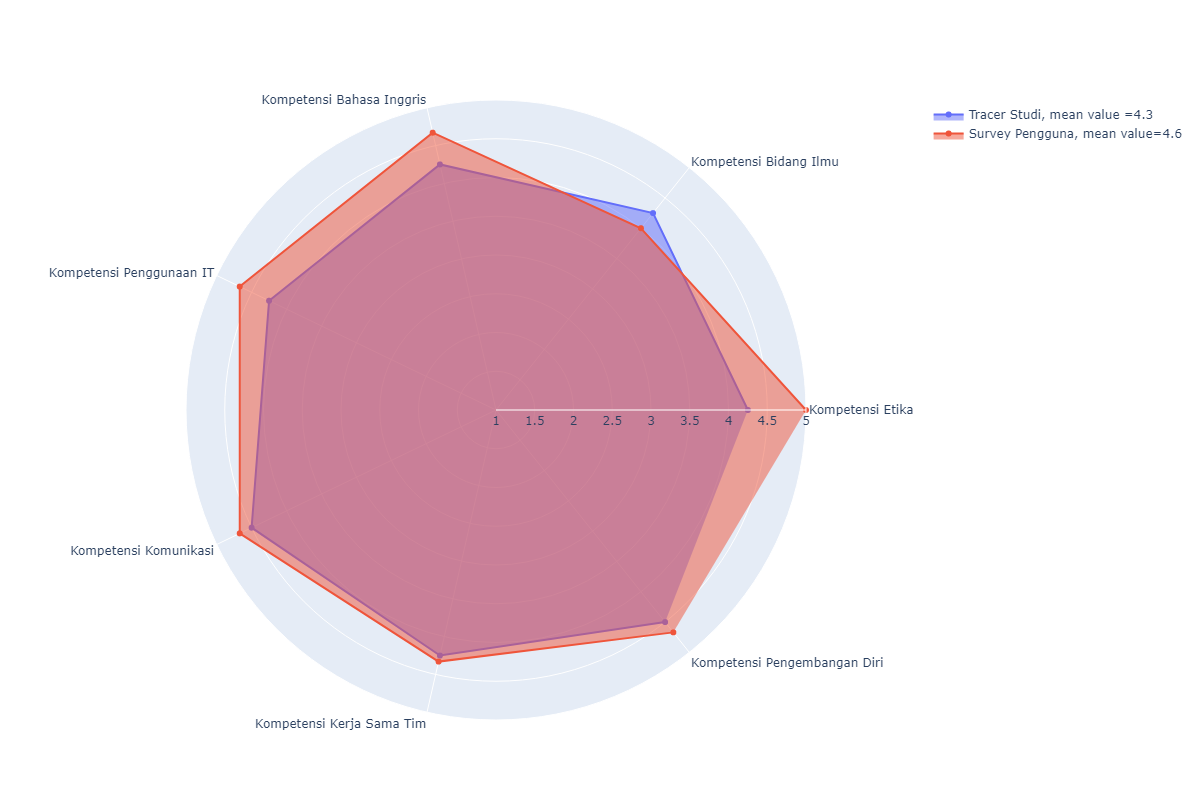 Kompetensi Bahasa Inggris
Tracer Studi, mean value =4.3
Survey Pengguna, mean value=4.6
Kompetensi Bidang Ilmu
Kompetensi Penggunaan IT
Kompetensi Etika
1 1.5 2 2.5 3 3.5 4 4.5 5
Kompetensi Komunikasi
Kompetensi Pengembangan Diri
Kompetensi Kerja Sama Tim